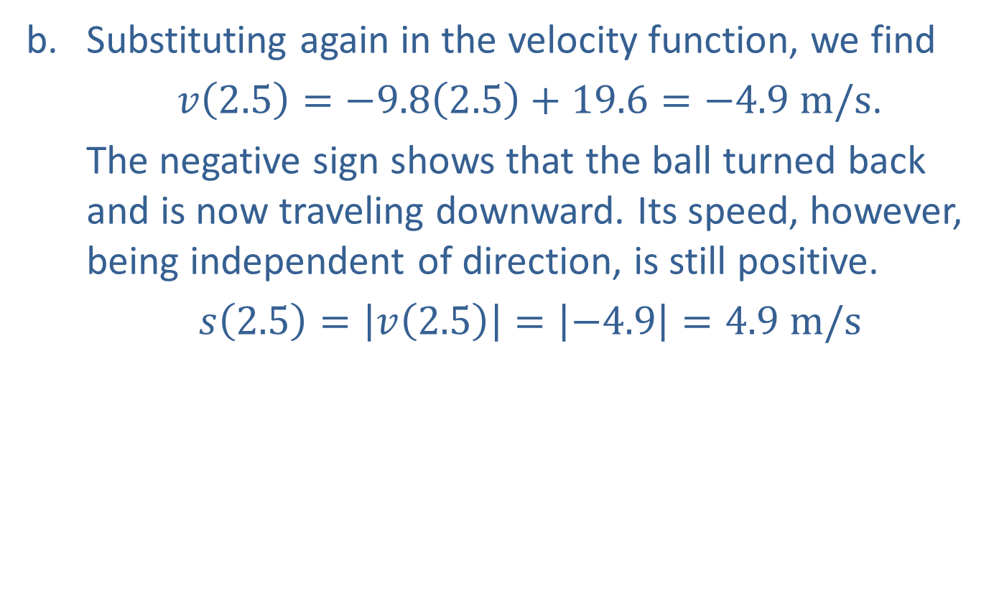 b. Substituting again in the velocity function, we find
𝑣(2.5) = −9.8(2.5) + 19.6 = −4.9 m/s.
The negative sign shows that the ball turned back
and is now traveling downward. Its speed, however,
being independent of direction, is still positive.
𝑠(2.5) = |𝑣(2.5)| = |−4.9| = 4.9 m/s